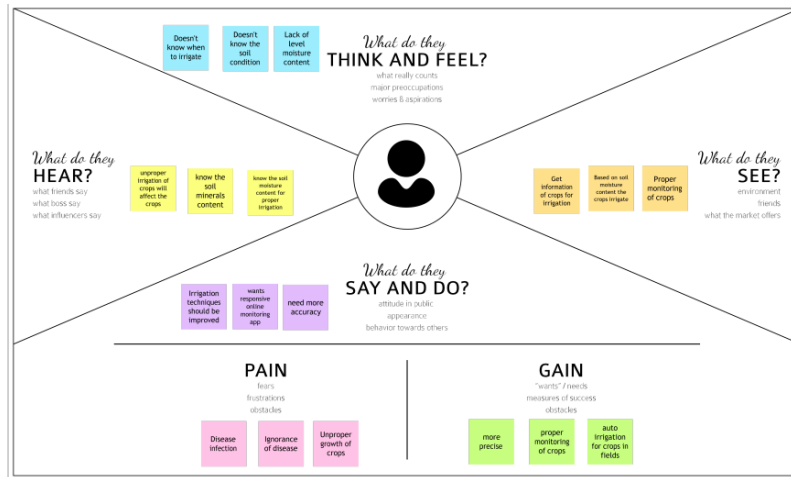 Doesn't
know when
to irrigate
Doesn't
know the
soil
condition
Lack of
level
moisture
content
What do they
THINK AND FEEL?
what really counts
major preoccupations
worries & aspirations
What do they
HEAR?
what friends say
what boss say
what influencers say
unproper
irrigation of
crops will
affect the
crops
know the
soil
minerals
content
know the soil
moisture
content for
proper
irrigation
Get
information
of crops for
irrigation
Based on soil
moisture
content the
crops irrigate
Proper
monitoring
of crops
What do they
SEE?
environment
friends
what the market offers
What do they
SAY AND DO?
attitude in public
appearance
behavior towards others
Irrigation
techniques
should be
improved
wants
responsive
online
monitoring
app
need more
accuracy
PAIN
fears
frustrations
obstacles
Disease
infection
Ignorance
of disease
Unproper
growth of
crops
GAIN
"wants" / needs
measures of success
obstacles
more
precise
proper
monitoring
of crops
auto
irrigation
for crops in
fields